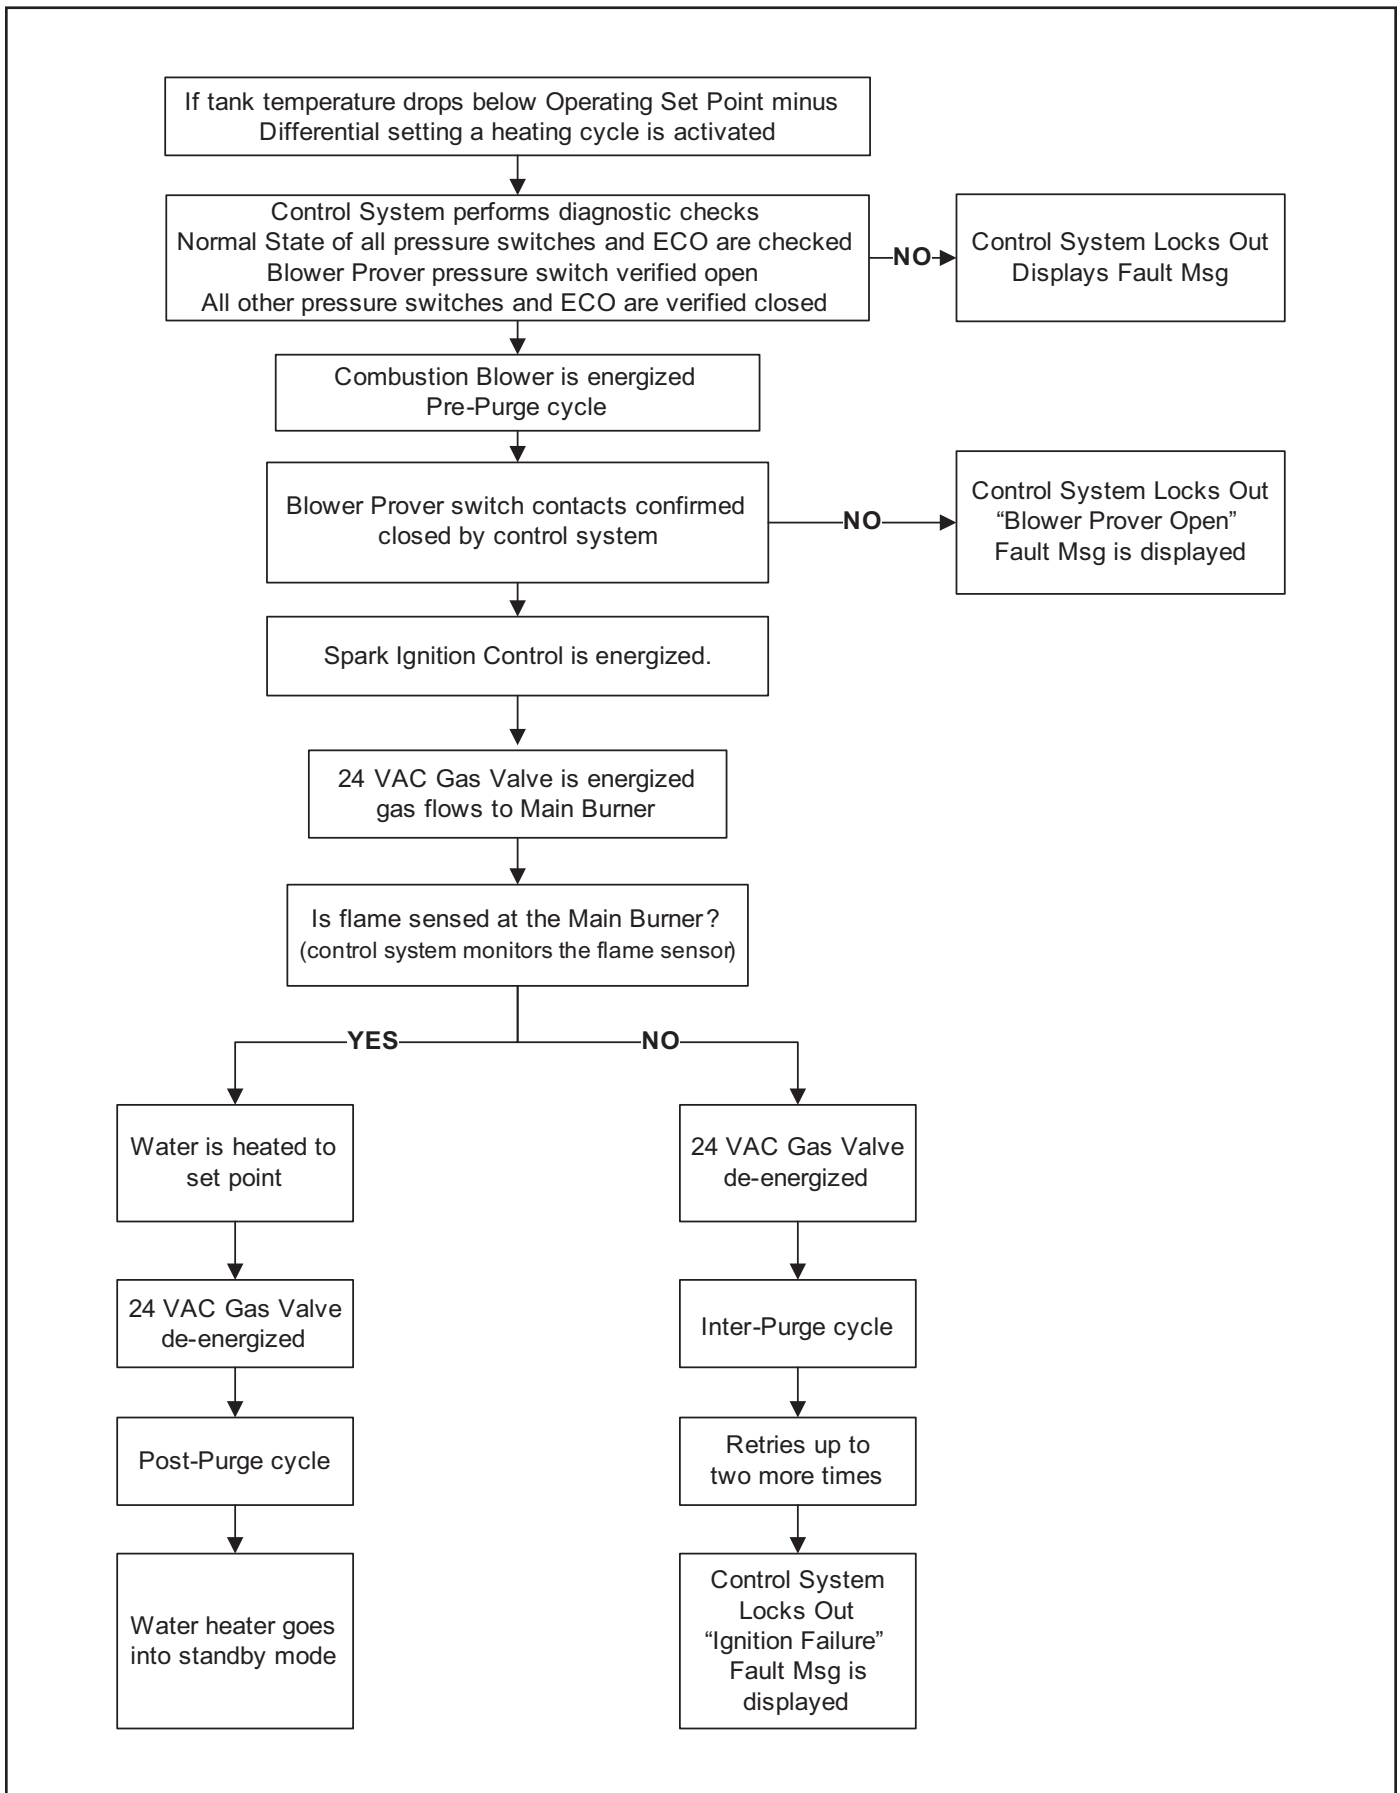 If tank temperature drops below Operating Set Point minus
Differential setting a heating cycle is activated
Control System performs diagnostic checks
Normal State of all pressure switches and ECO are checked
Blower Prover pressure switch verified open
All other pressure switches and ECO are verified closed
NO
Control System Locks Out
Displays Fault Msg
Combustion Blower is energized
Pre-Purge cycle
Blower Prover switch contacts confirmed
closed by control system
NO
Control System Locks Out
“Blower Prover Open”
Fault Msg is displayed
Spark Ignition Control is energized.
24 VAC Gas Valve is energized
gas flows to Main Burner
Is flame sensed at the Main Burner?
(control system monitors the flame sensor)
YES
NO
Water is heated to
set point
24 VAC Gas Valve
de-energized
Post-Purge cycle
Water heater goes
into standby mode
24 VAC Gas Valve
de-energized
Inter-Purge cycle
Retries up to
two more times
Control System
Locks Out
“Ignition Failure”
Fault Msg is
displayed